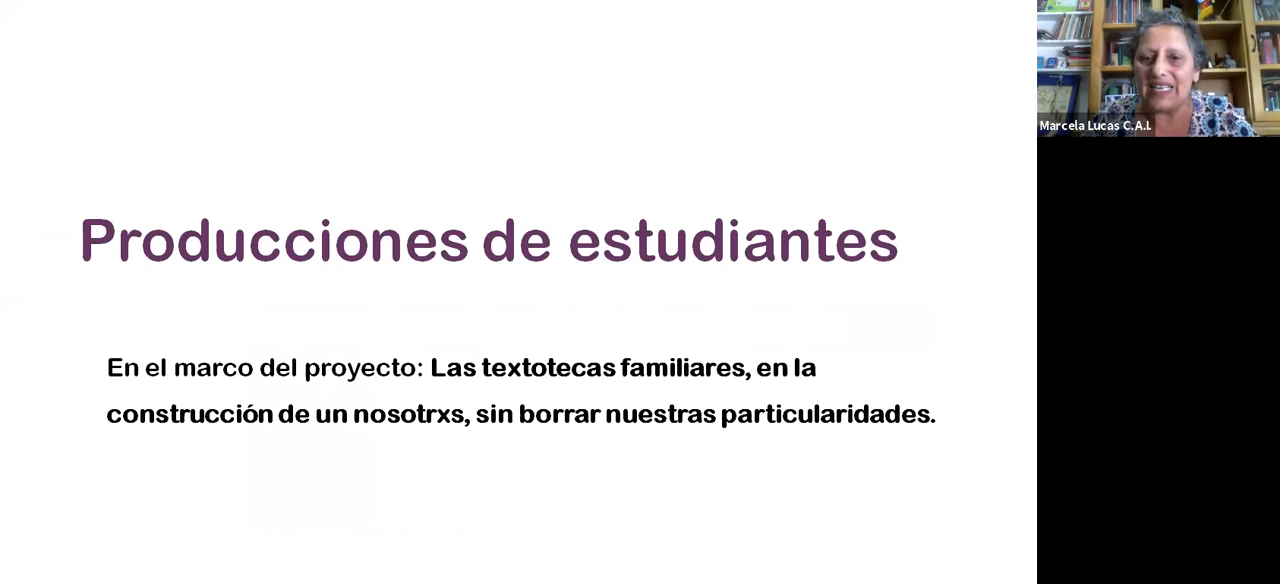 Producciones de estudiantes
En el marco del proyecto: Las textotecas familiares, en la
construcción de un nosotrxs, sin borrar nuestras particularidades.
Marcela Lucas C.A.I.